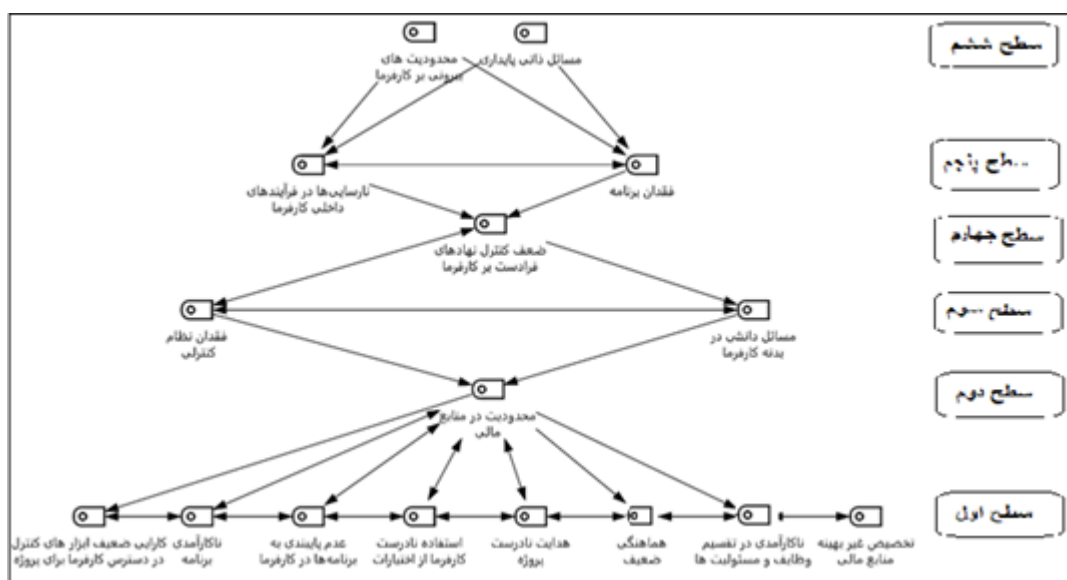 سطح ششم
محدودیت های
بیرونی بر کارفرما
مسائل ذاتی پایداری
سطح پنجم
نارسایی‌ها در فرآیندهای
داخلی کارفرما
فقدان برنامه
سطح چهارم
ضعف کنترل نهادهای
فرادست بر کارفرما
سطح سوم
فقدان نظام
کنترلی
مسائل دانشی در
بدنه کارفرما
سطح دوم
محدودیت در منابع
مالی
سطح اول
کارایی ضعیف ابزار های کنترل
در دسترس کارفرما برای پروژه
ناکارآمدی
برنامه
عدم پایبندی به
برنامه‌ها در کارفرما
استفاده نادرست
کارفرما از اختیارات
هدایت نادرست
پروژه
هماهنگی
ضعیف
ناکارآمدی در تقسیم
وظایف و مسئولیت ها
تخصیص غیر بهینه
منابع مالی